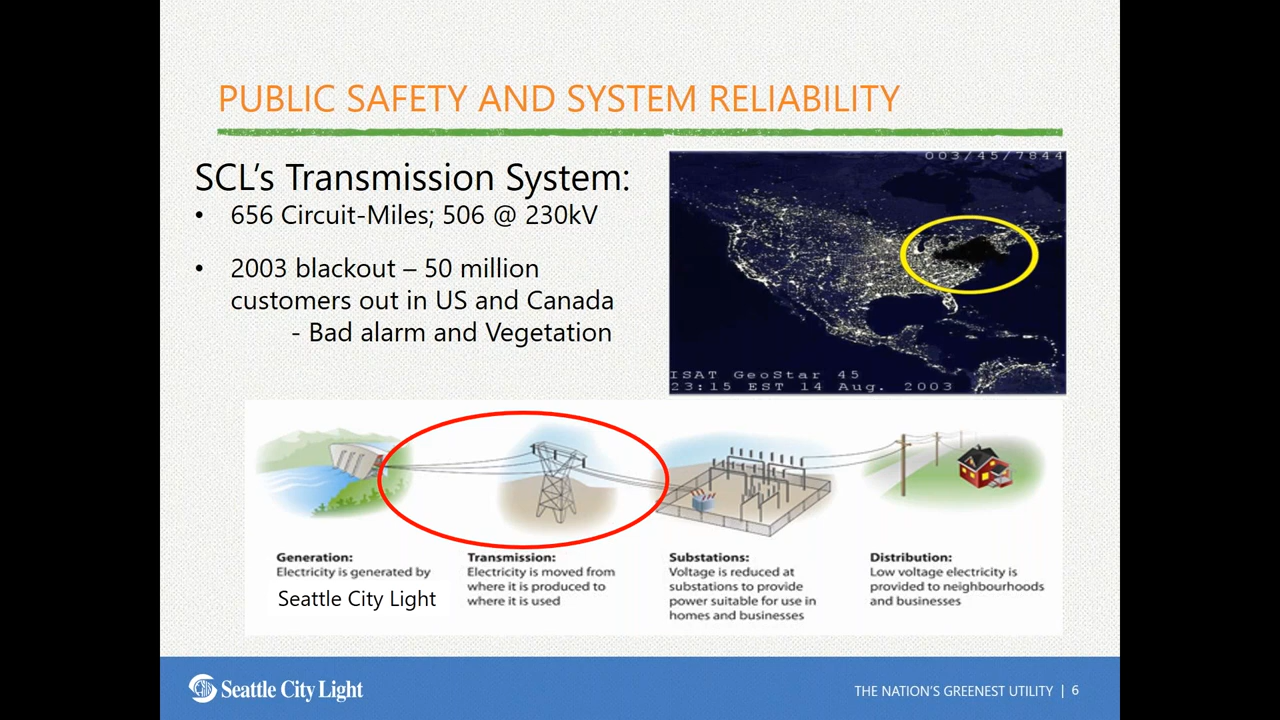 PUBLIC SAFETY AND SYSTEM RELIABILITY
SCL's Transmission System:
• 656 Circuit-Miles; 506 @ 230kV
• 2003 blackout – 50 million
customers out in US and Canada
- Bad alarm and Vegetation
003/45/7844
ISAT GeoStar 45
23:15 EST 14 Aug. 2003
Generation:
Electricity is generated by
Seattle City Light
Transmission:
Electricity is moved from
where it is produced to
where it is used
Substations:
Voltage is reduced at
substations to provide
power suitable for use in
homes and businesses
Distribution:
Low voltage electricity is
provided to neighbourhoods
and businesses
Seattle City Light
THE NATION'S GREENEST UTILITY | 6